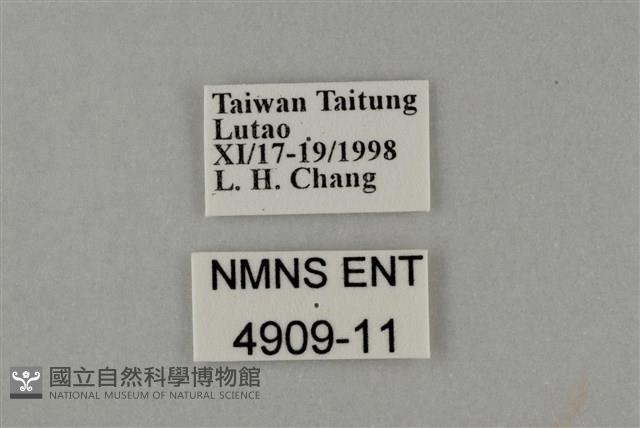 Taiwan Taitung
Lutao
XI/17-19/1998
L. H. Chang
NMNS ENT
4909-11
國立自然科學博物館
NATIONAL MUSEUM OF NATURAL SCIENCE